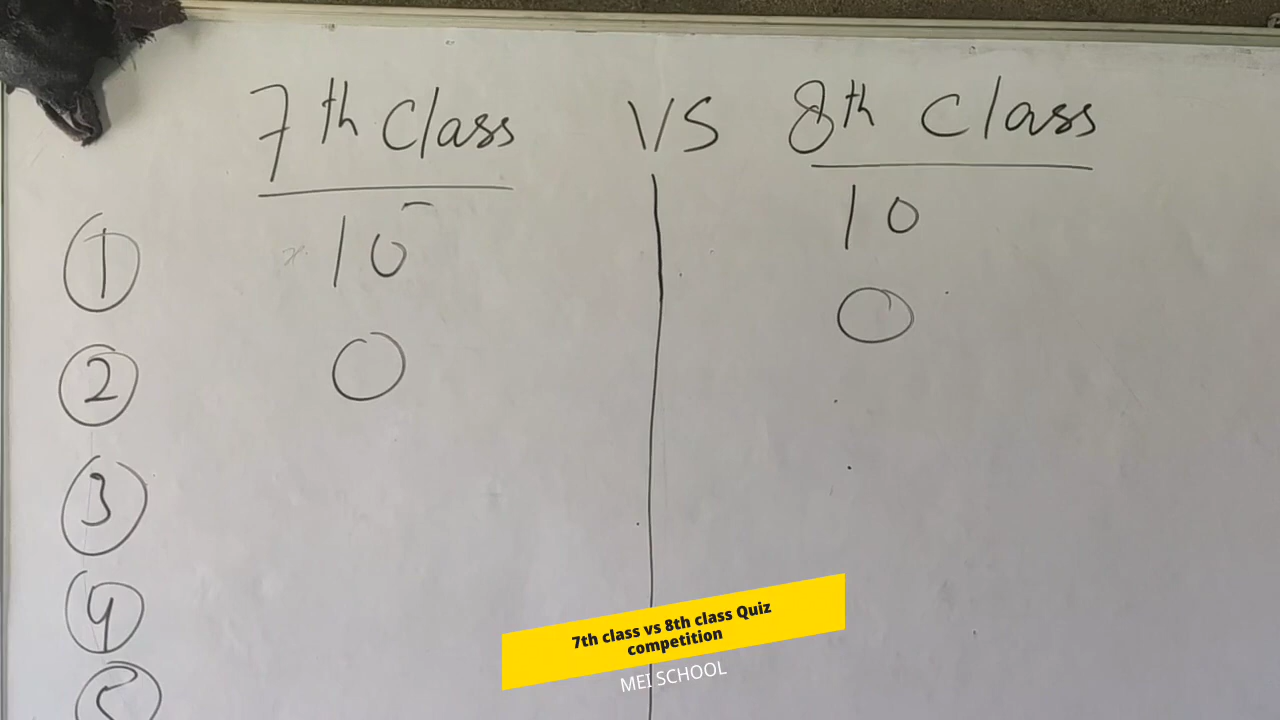 7th Class VS 8th Class
① 10 10
② 0 0
③
④
⑤
7th class vs 8th class Quiz
competition
MEI SCHOOL